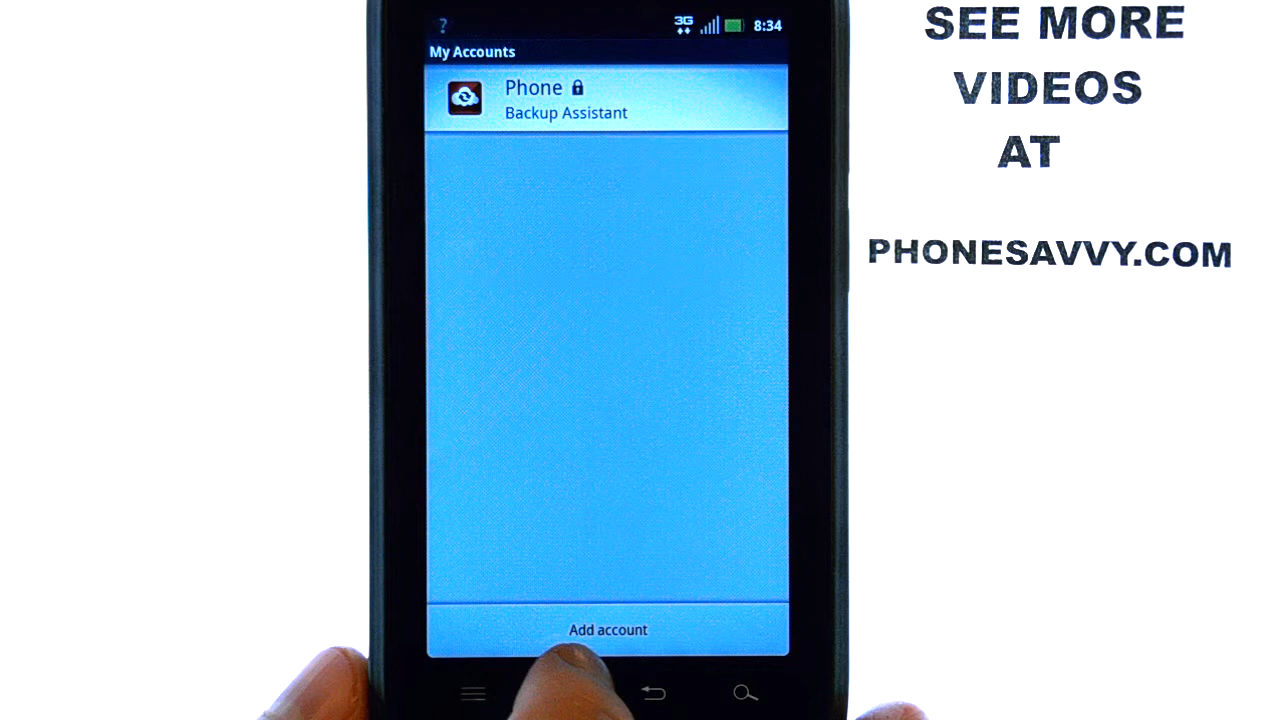 ?
3G
8:34
My Accounts
Phone
Backup Assistant
Add account
SEE MORE
VIDEOS
AT
PHONESAVVY.COM